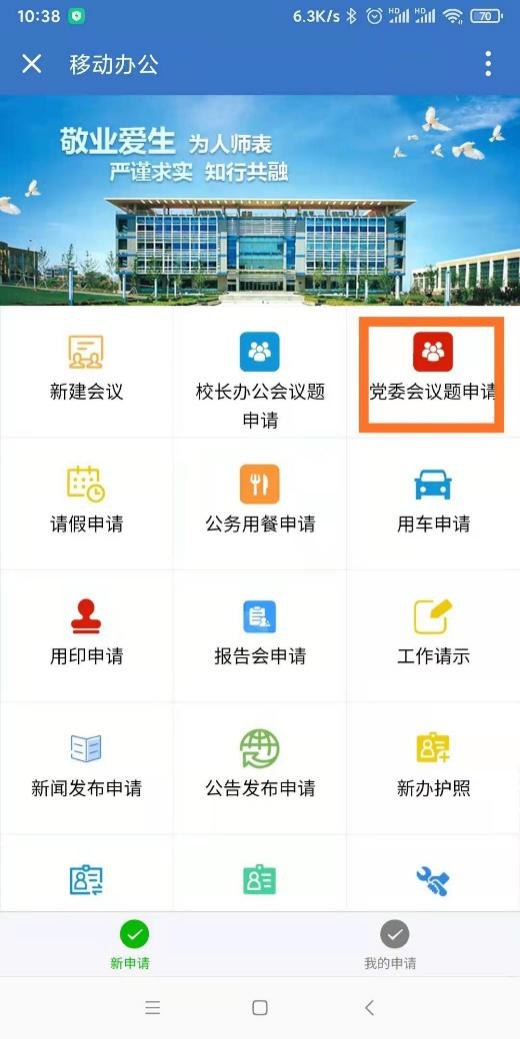 10:38
6.3K/s
HD
HD
70
移动办公
敬业爱生 为人师表
严谨求实 知行共融
新建会议
校长办公会议题
申请
党委会议题申请
请假申请
公务用餐申请
用车申请
用印申请
报告会申请
工作请示
新闻发布申请
公告发布申请
新办护照
新申请
我的申请